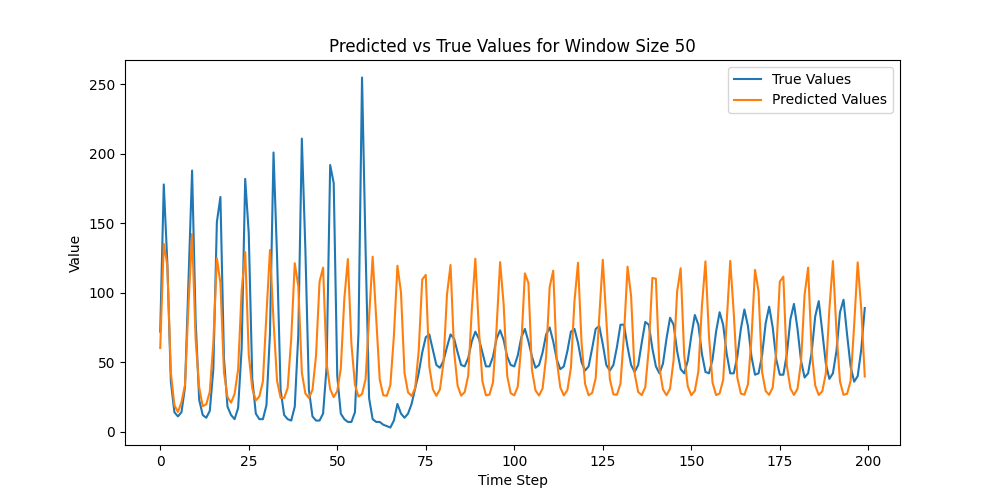 Predicted vs True Values for Window Size 50
True Values
Predicted Values
Value
250
200
150
100
50
0
0 25 50 75 100 125 150 175 200
Time Step